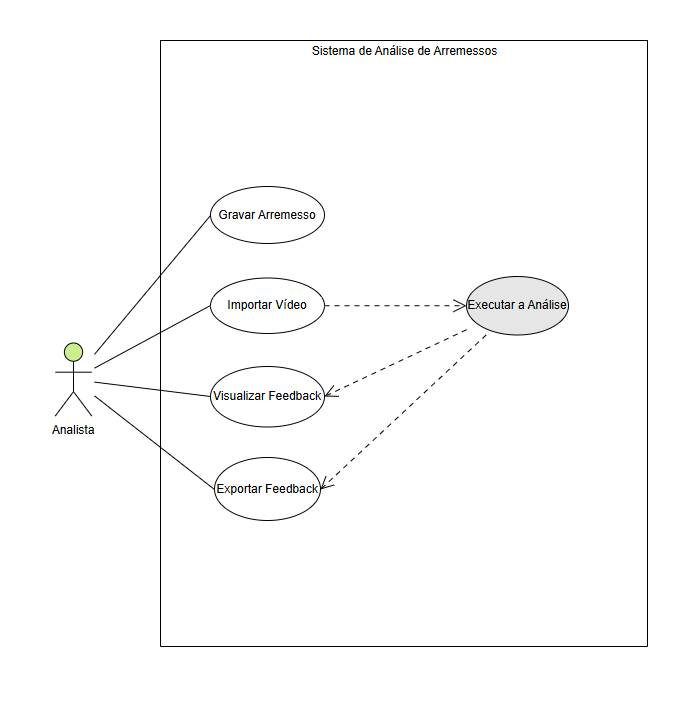 Sistema de Análise de Arremessos
Gravar Arremesso
Importar Vídeo
Executar a Análise
Visualizar Feedback
Analista
Exportar Feedback